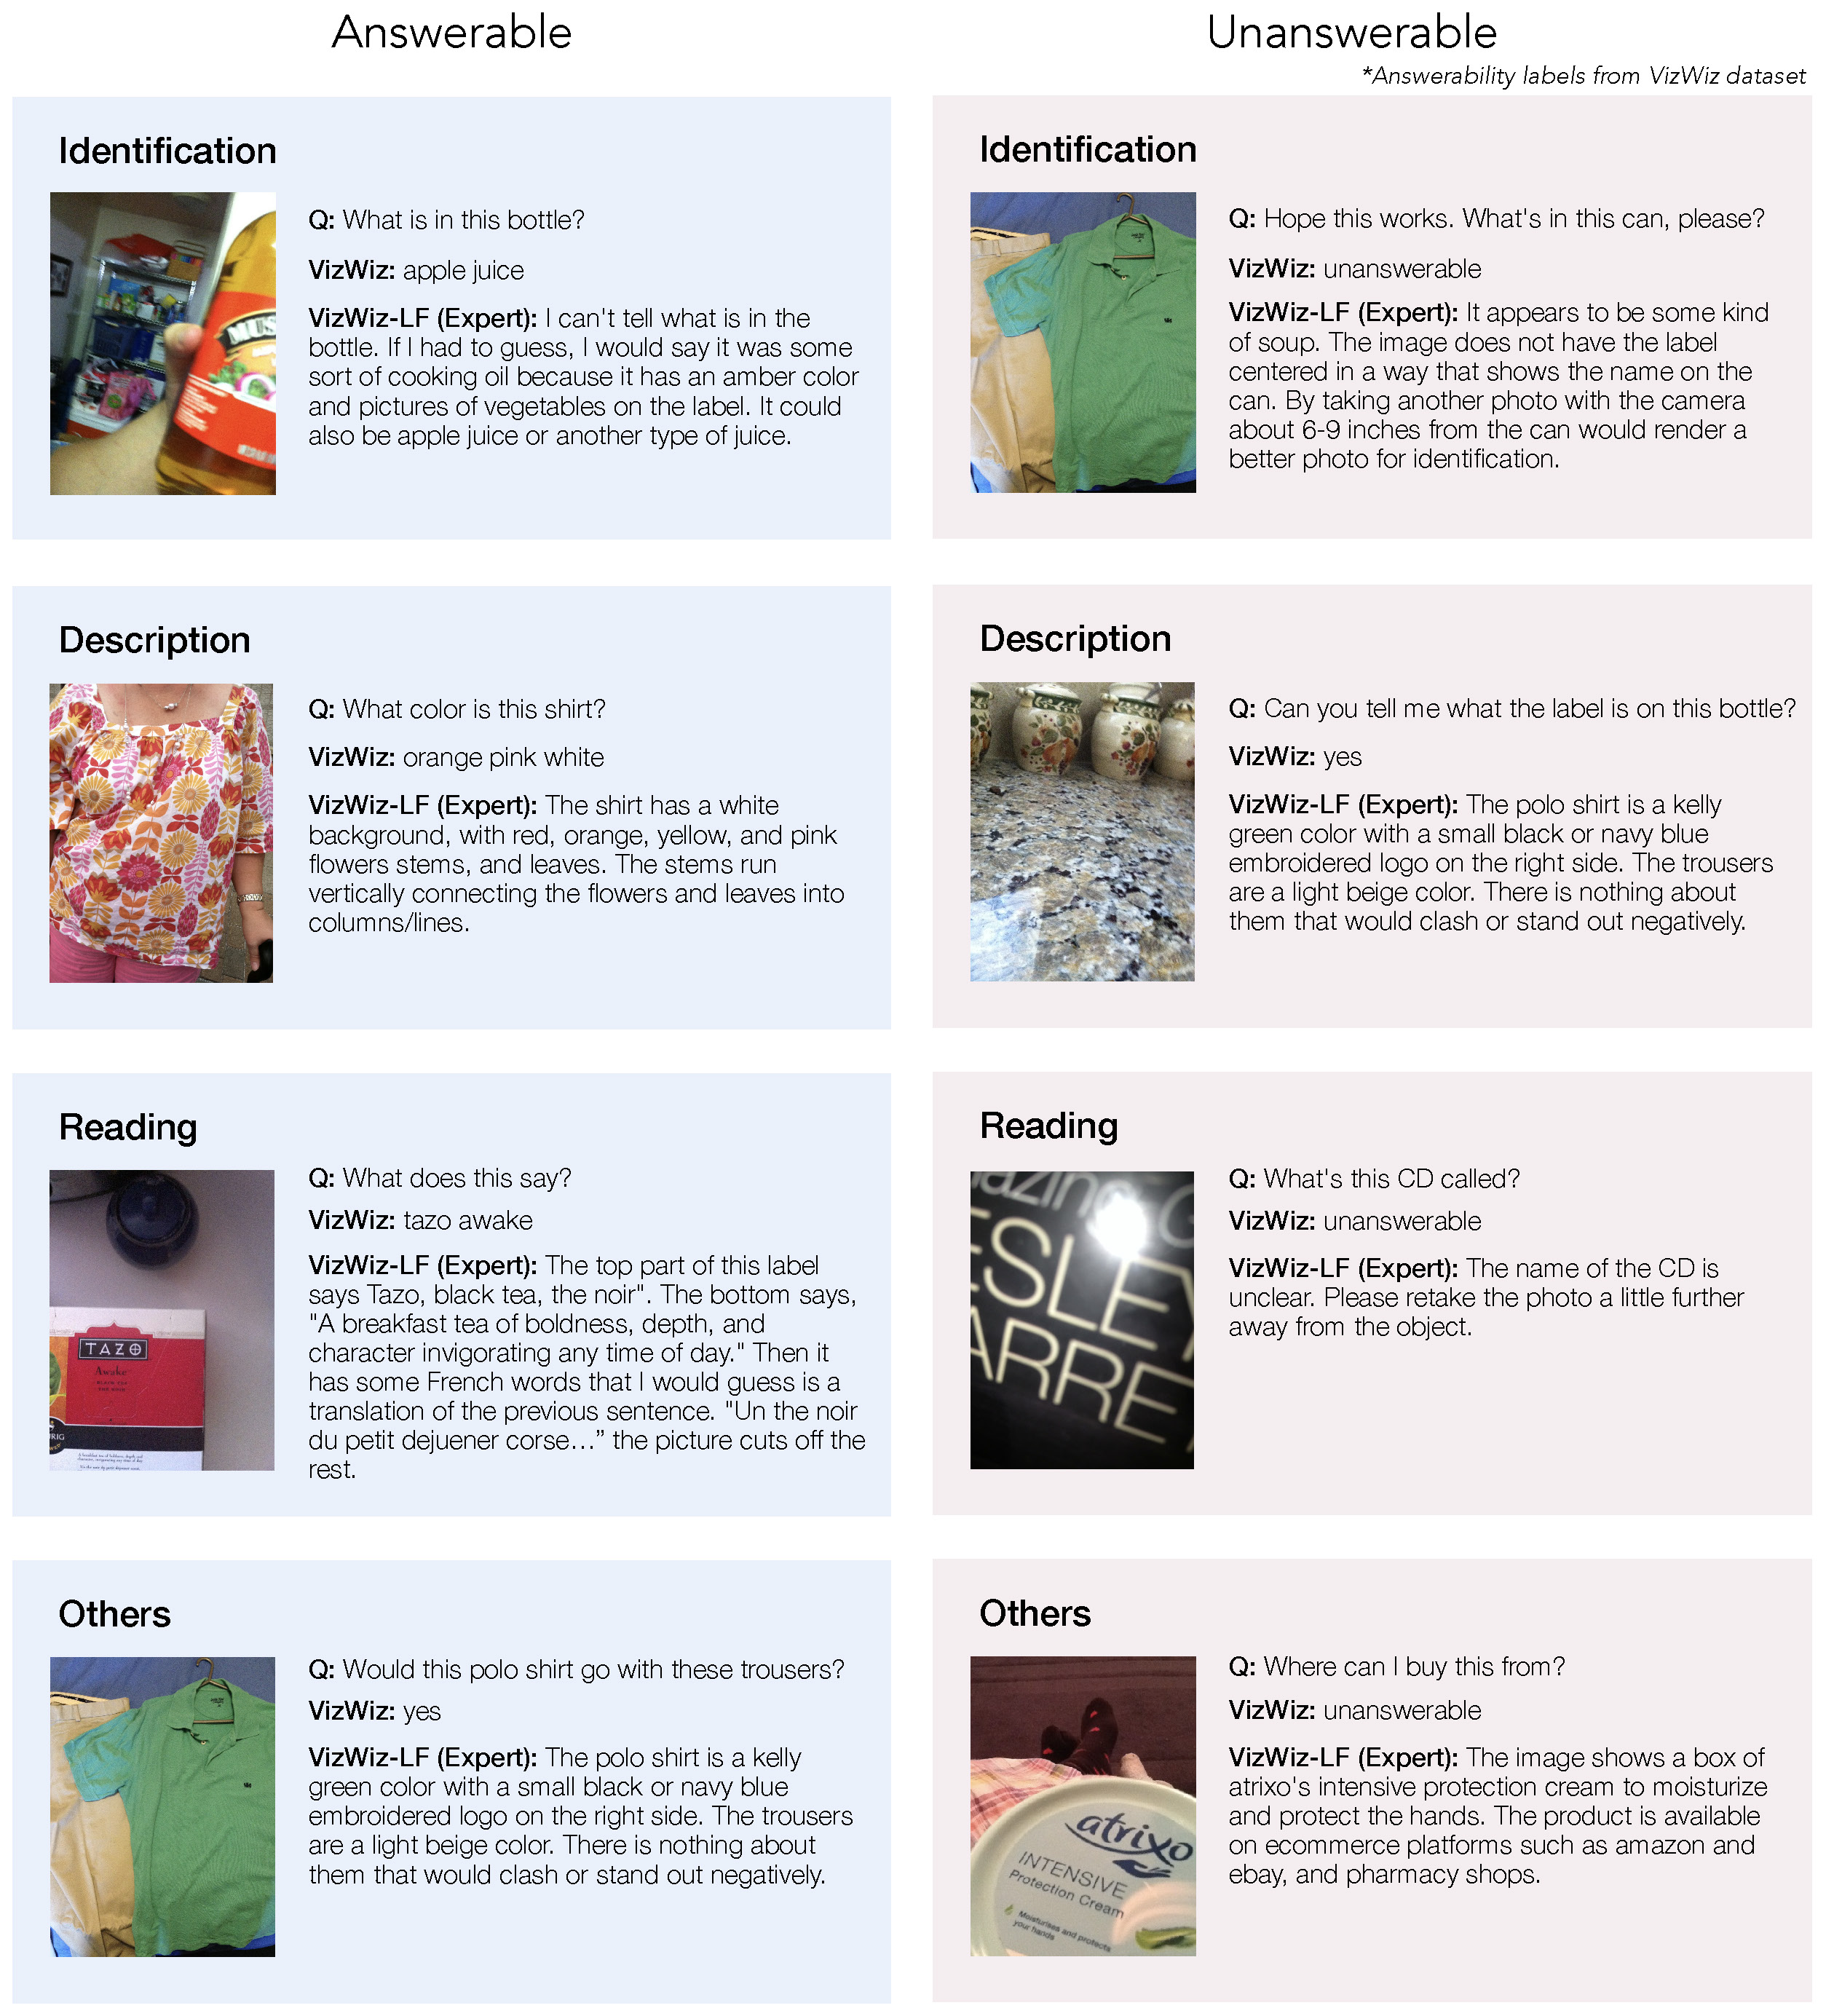 Answerable
Unanswerable
*Answerability labels from VizWiz dataset
Identification
MUS
Q: What is in this bottle?
VizWiz: apple juice
VizWiz-LF (Expert): I can't tell what is in the
bottle. If I had to guess, I would say it was some
sort of cooking oil because it has an amber color
and pictures of vegetables on the label. It could
also be apple juice or another type of juice.
Identification
Q: Hope this works. What's in this can, please?
VizWiz: unanswerable
VizWiz-LF (Expert): It appears to be some kind
of soup. The image does not have the label
centered in a way that shows the name on the
can. By taking another photo with the camera
about 6-9 inches from the can would render a
better photo for identification.
Description
Q: What color is this shirt?
VizWiz: orange pink white
VizWiz-LF (Expert): The shirt has a white
background, with red, orange, yellow, and pink
flowers stems, and leaves. The stems run
vertically connecting the flowers and leaves into
columns/lines.
Description
Q: Can you tell me what the label is on this bottle?
VizWiz: yes
VizWiz-LF (Expert): The polo shirt is a kelly
green color with a small black or navy blue
embroidered logo on the right side. The trousers
are a light beige color. There is nothing about
them that would clash or stand out negatively.
Reading
TAZO
Awake
Q: What does this say?
VizWiz: tazo awake
VizWiz-LF (Expert): The top part of this label
says Tazo, black tea, the noir". The bottom says,
"A breakfast tea of boldness, depth, and
character invigorating any time of day." Then it
has some French words that I would guess is a
translation of the previous sentence. "Un the noir
du petit dejuener corse…” the picture cuts off the
rest.
Reading
azing G
ESLEY
ARRE
Q: What's this CD called?
VizWiz: unanswerable
VizWiz-LF (Expert): The name of the CD is
unclear. Please retake the photo a little further
away from the object.
Others
Q: Would this polo shirt go with these trousers?
VizWiz: yes
VizWiz-LF (Expert): The polo shirt is a kelly
green color with a small black or navy blue
embroidered logo on the right side. The trousers
are a light beige color. There is nothing about
them that would clash or stand out negatively.
Others
atrixo
INTENSIVE
Protection Cream
Moisturises and protects
your hands
Q: Where can I buy this from?
VizWiz: unanswerable
VizWiz-LF (Expert): The image shows a box of
atrixo's intensive protection cream to moisturize
and protect the hands. The product is available
on ecommerce platforms such as amazon and
ebay, and pharmacy shops.